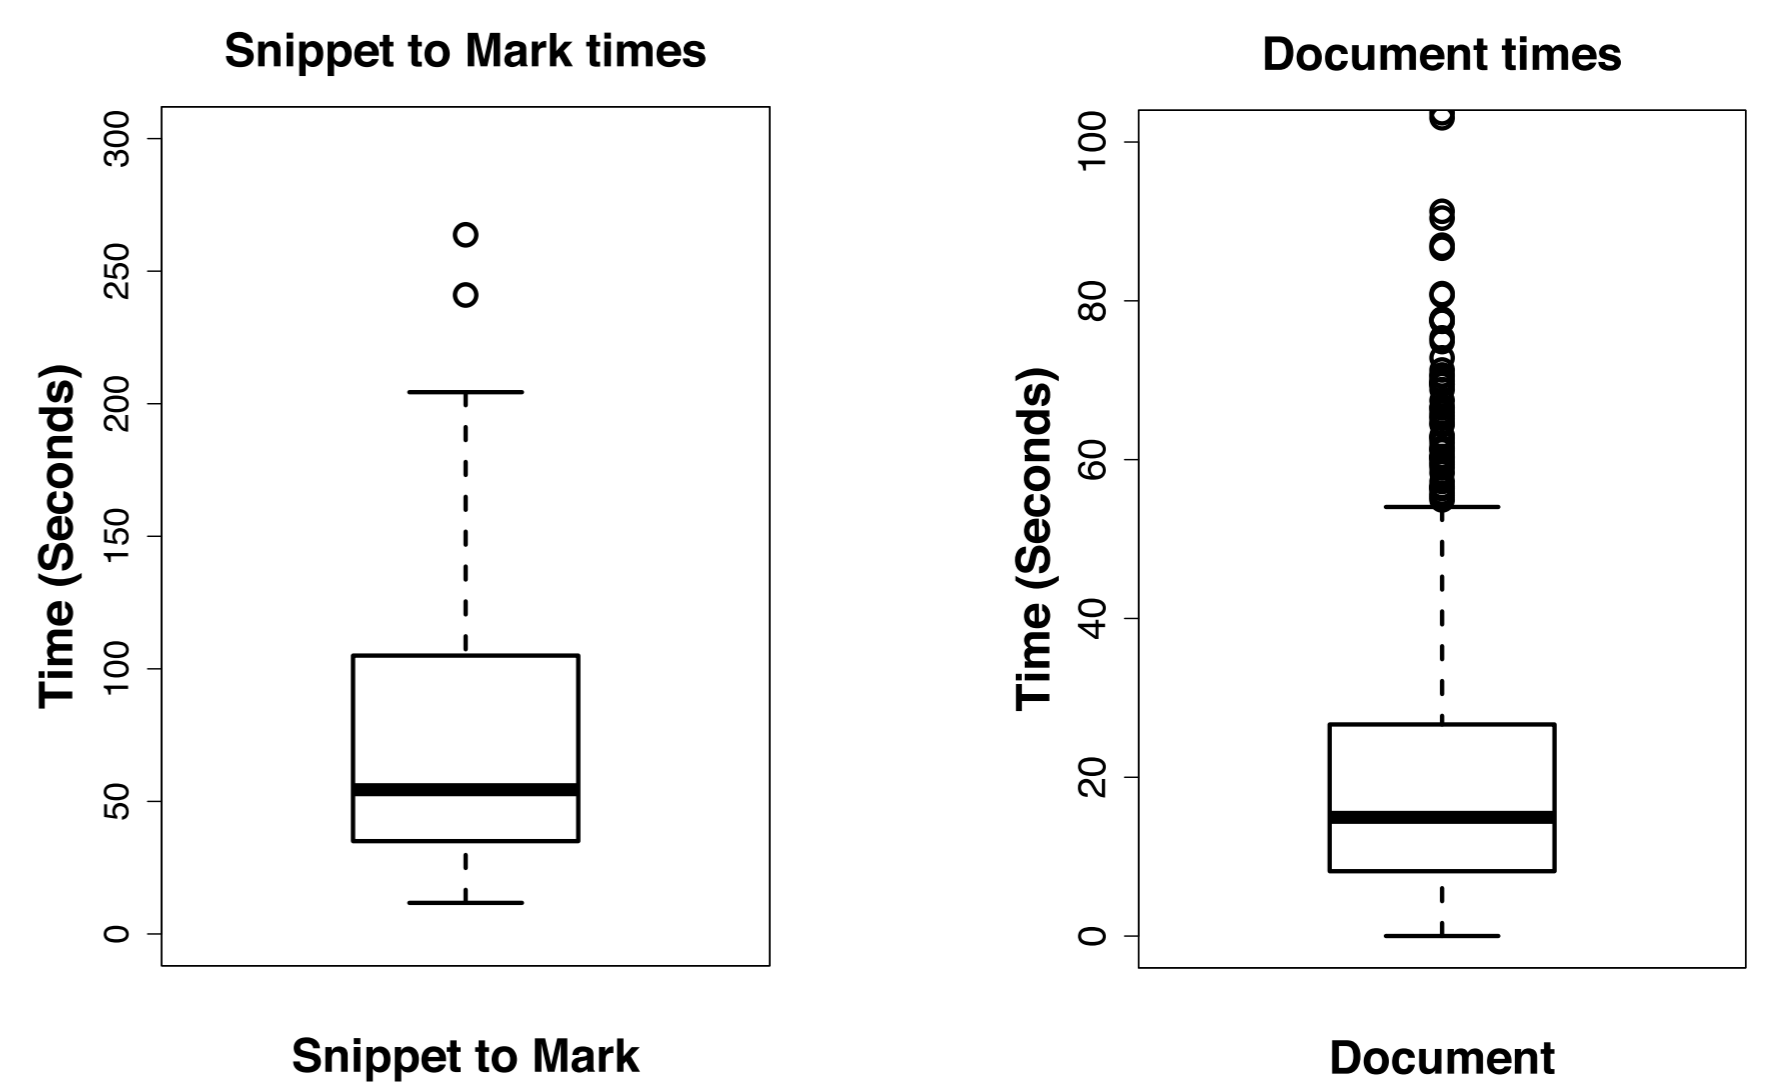 Snippet to Mark times
Time (Seconds)
300
250
200
150
100
50
0
Snippet to Mark
Document times
Time (Seconds)
100
80
60
40
20
0
Document